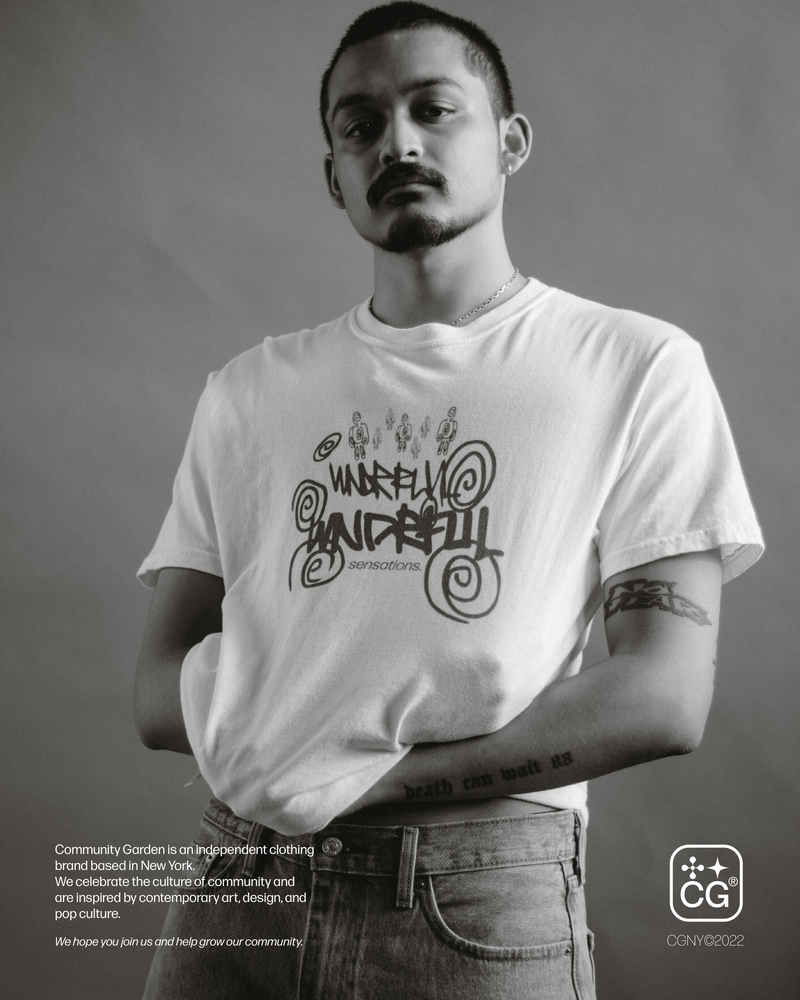 WNDRFUL
WNDRFUL
sensations.
NO
FEAR
death can wait 88
Community Garden is an independent clothing
brand based in New York.
We celebrate the culture of community and
are inspired by contemporary art, design, and
pop culture.
We hope you join us and help grow our community.
CG®
CGNY©2022